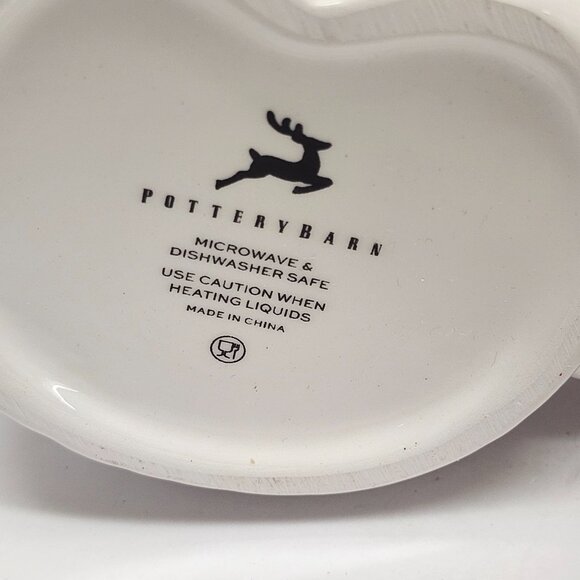 POTTERYBARN
MICROWAVE &
DISHWASHER SAFE
USE CAUTION WHEN
HEATING LIQUIDS
MADE IN CHINA